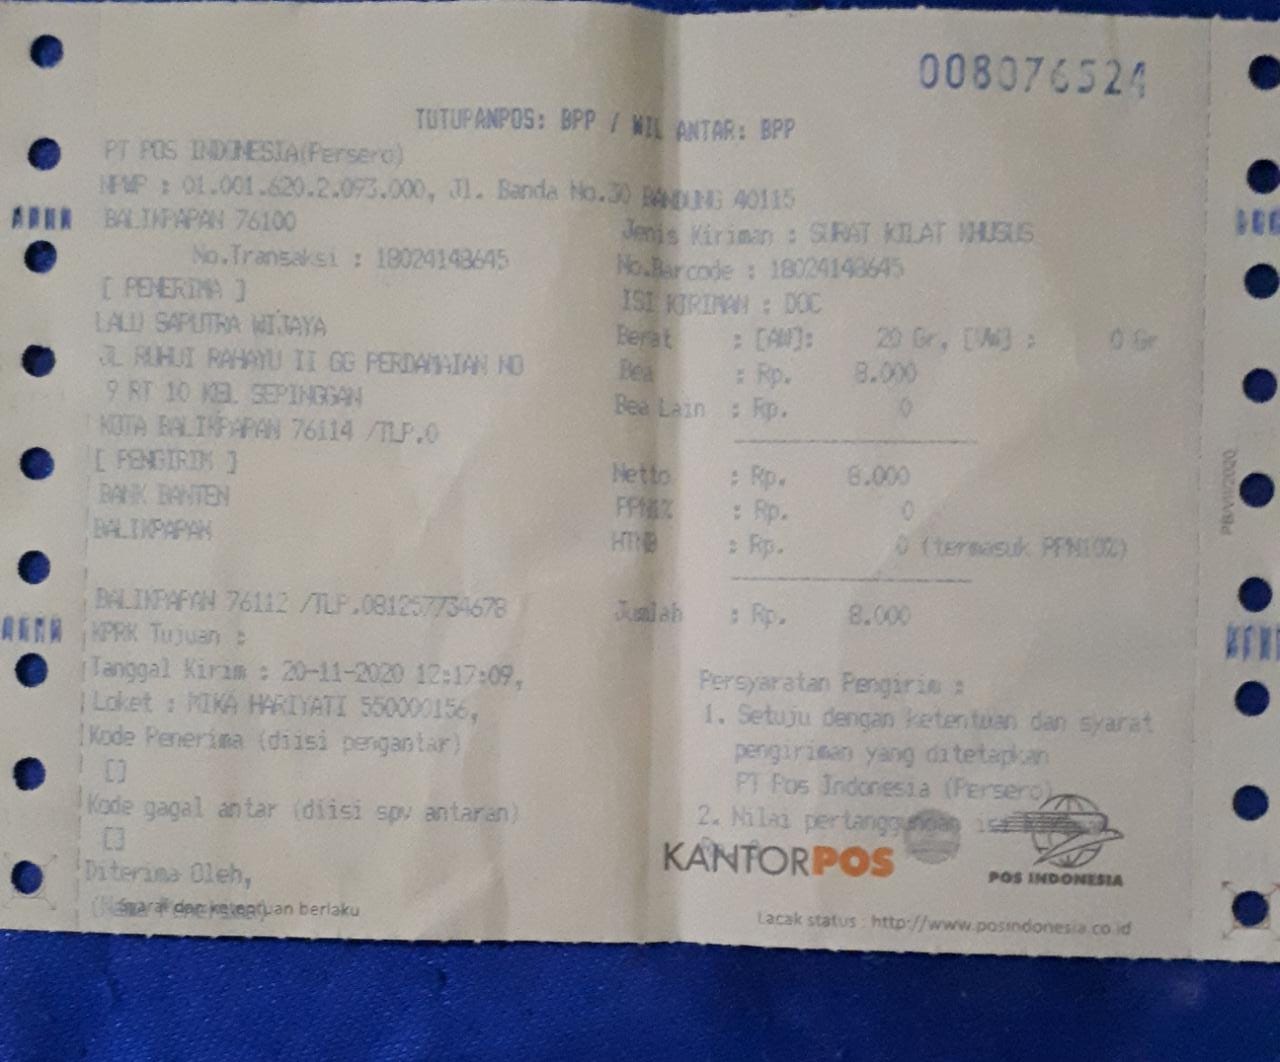 008076524
TUTUPANPOS: BPP / WIL ANTAR: BPP
PT POS INDONESIA(Persero)
NPWP : 01.001.620.2.093.000, Jl. Banda No.30 BANDUNG 40115
BALIKPAPAN 76100
No.Transaksi : 18024148645
[ PENERIMA ]
LALU SAPUTRA WIJAYA
JL RUHUI RAHAYU II GG PERDAMAIAN NO
9 RT 10 KEL SEPINGGAN
KOTA BALIKPAPAN 76114 /TLP.0
[ PENGIRIM ]
BANK BANTEN
BALIKPAPAN
BALIKPAPAN 76112 /TLP.081257734678
KPRK Tujuan :
Tanggal Kirim : 20-11-2020 12:17:09,
Loket : MIKA HARIYATI 550000156,
Kode Penerima (diisi pengantar)
[]
Kode gagal antar (diisi spv antaran)
[]
Diterima Oleh,
Syarat dan ketentuan berlaku
Jenis Kiriman : SURAT KILAT KHUSUS
No.Barcode : 18024148645
ISI KIRIMAN : DOC
Berat : [AW]: 20 Gr, [VW] : 0 Gr
Bea : Rp. 8.000
Bea Lain : Rp. 0
Netto : Rp. 8.000
PPN1% : Rp. 0
HTNB : Rp. 0 (termasuk PPN10%)
Jumlah : Rp. 8.000
Persyaratan Pengirim :
1. Setuju dengan ketentuan dan syarat
pengiriman yang ditetapkan
PT Pos Indonesia (Persero)
2. Nilai pertanggungan isi
KANTORPOS
POS INDONESIA
Lacak status : http://www.posindonesia.co.id
PB/VII/2020